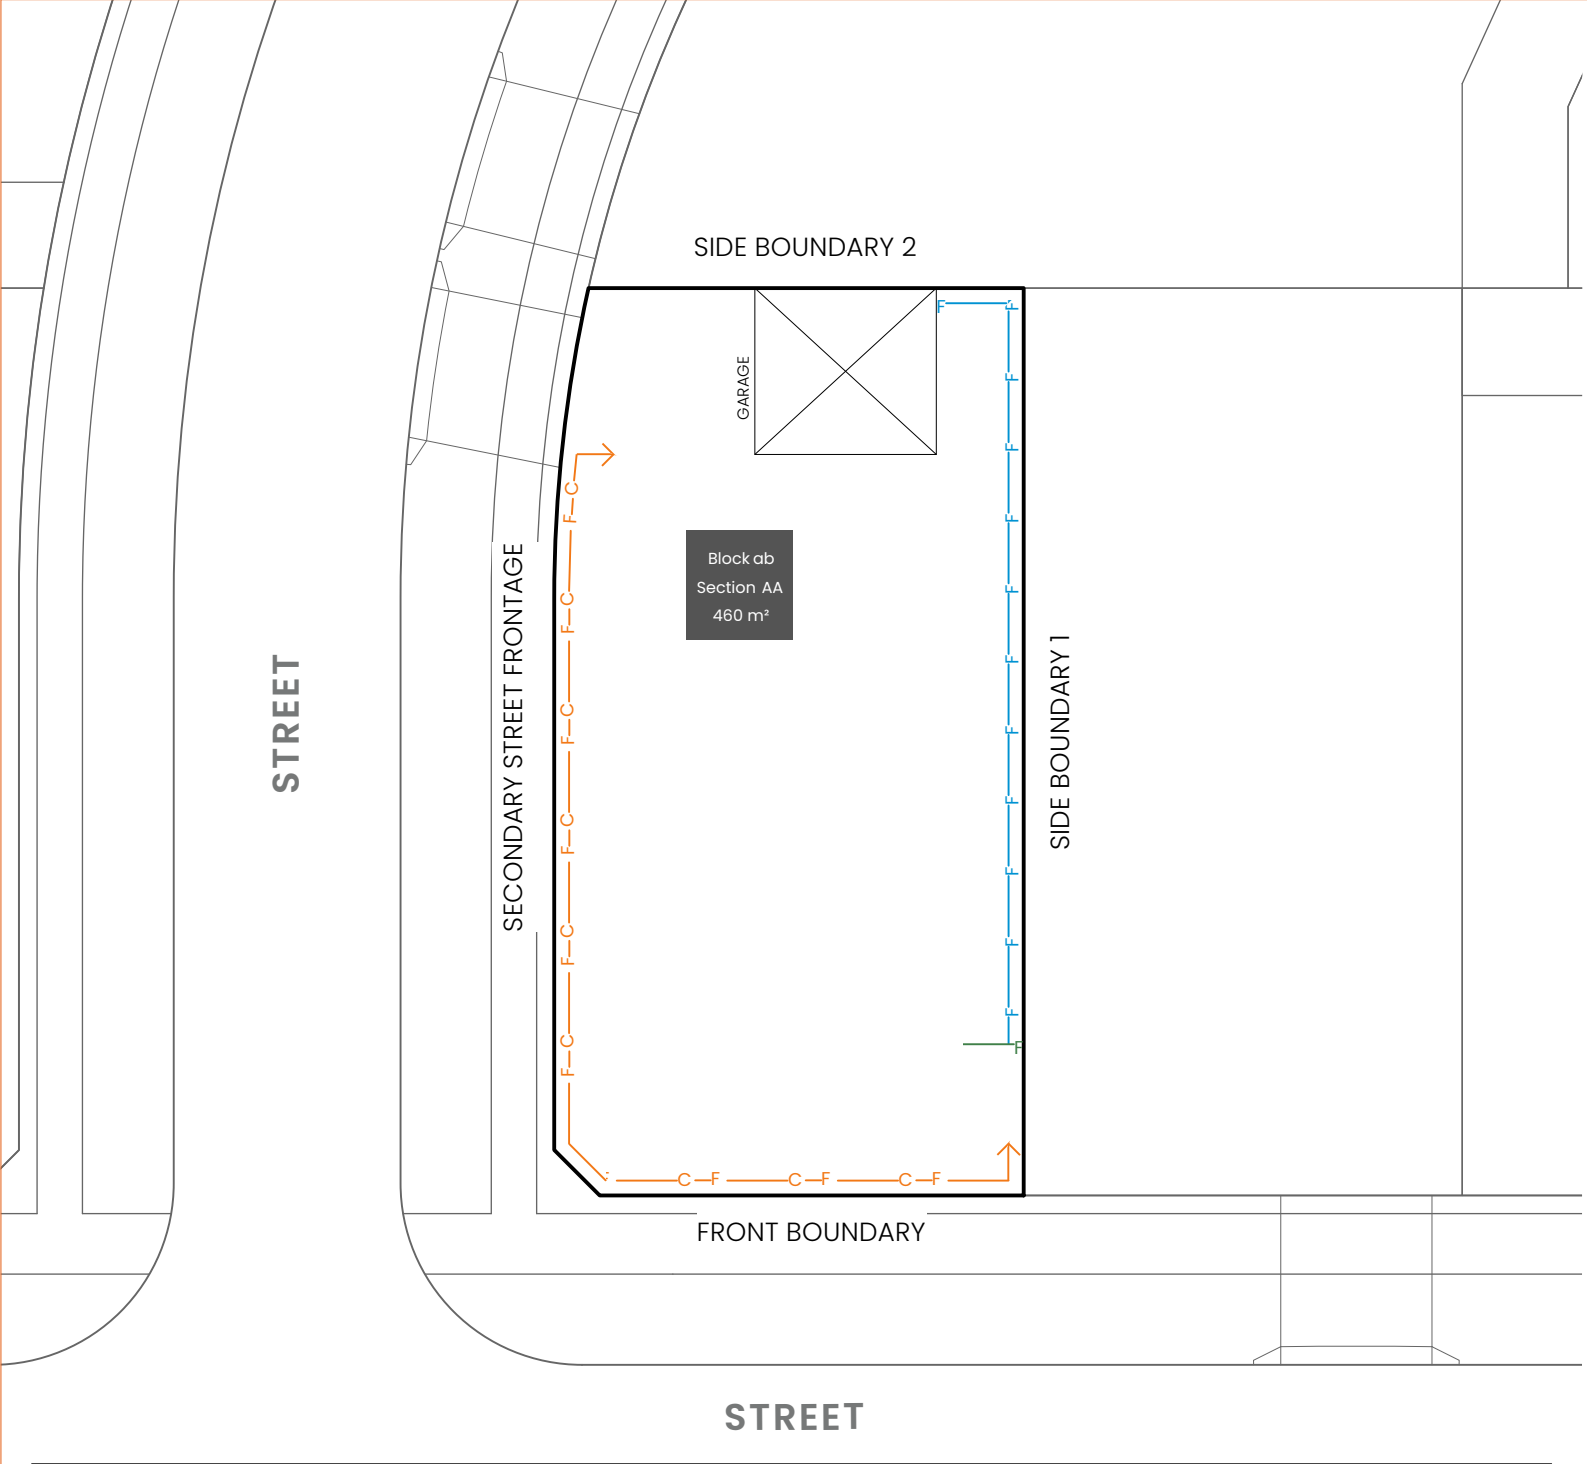 SIDE BOUNDARY 2
F
F
GARAGE
F
F
C
F
F
Block ab
Section AA
460 m²
SECONDARY STREET FRONTAGE
F
C
F
STREET
SIDE BOUNDARY 1
F
C
F
F
C
F
F
F
C
F
F
F
C
F
F
C—F
C—F
C—F
FRONT BOUNDARY
STREET